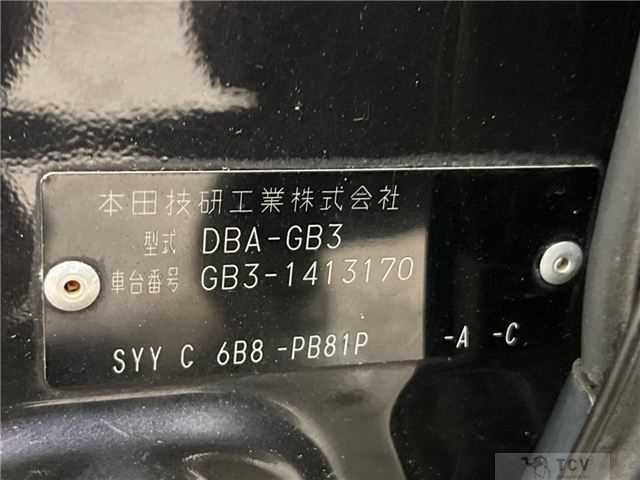 本田技研工業株式会社
型式 DBA-GB3
車台番号 GB3-1413170
SYY C 6B8 -PB81P -A -C
TCV